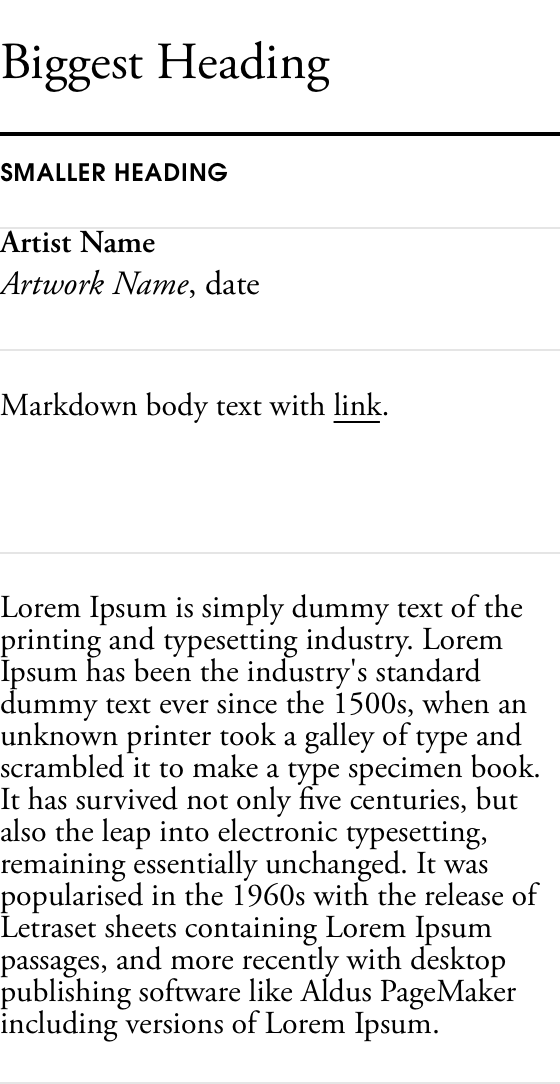 Biggest Heading
SMALLER HEADING
Artist Name
Artwork Name, date
Markdown body text with link.
Lorem Ipsum is simply dummy text of the
printing and typesetting industry. Lorem
Ipsum has been the industry's standard
dummy text ever since the 1500s, when an
unknown printer took a galley of type and
scrambled it to make a type specimen book.
It has survived not only five centuries, but
also the leap into electronic typesetting,
remaining essentially unchanged. It was
popularised in the 1960s with the release of
Letraset sheets containing Lorem Ipsum
passages, and more recently with desktop
publishing software like Aldus PageMaker
including versions of Lorem Ipsum.